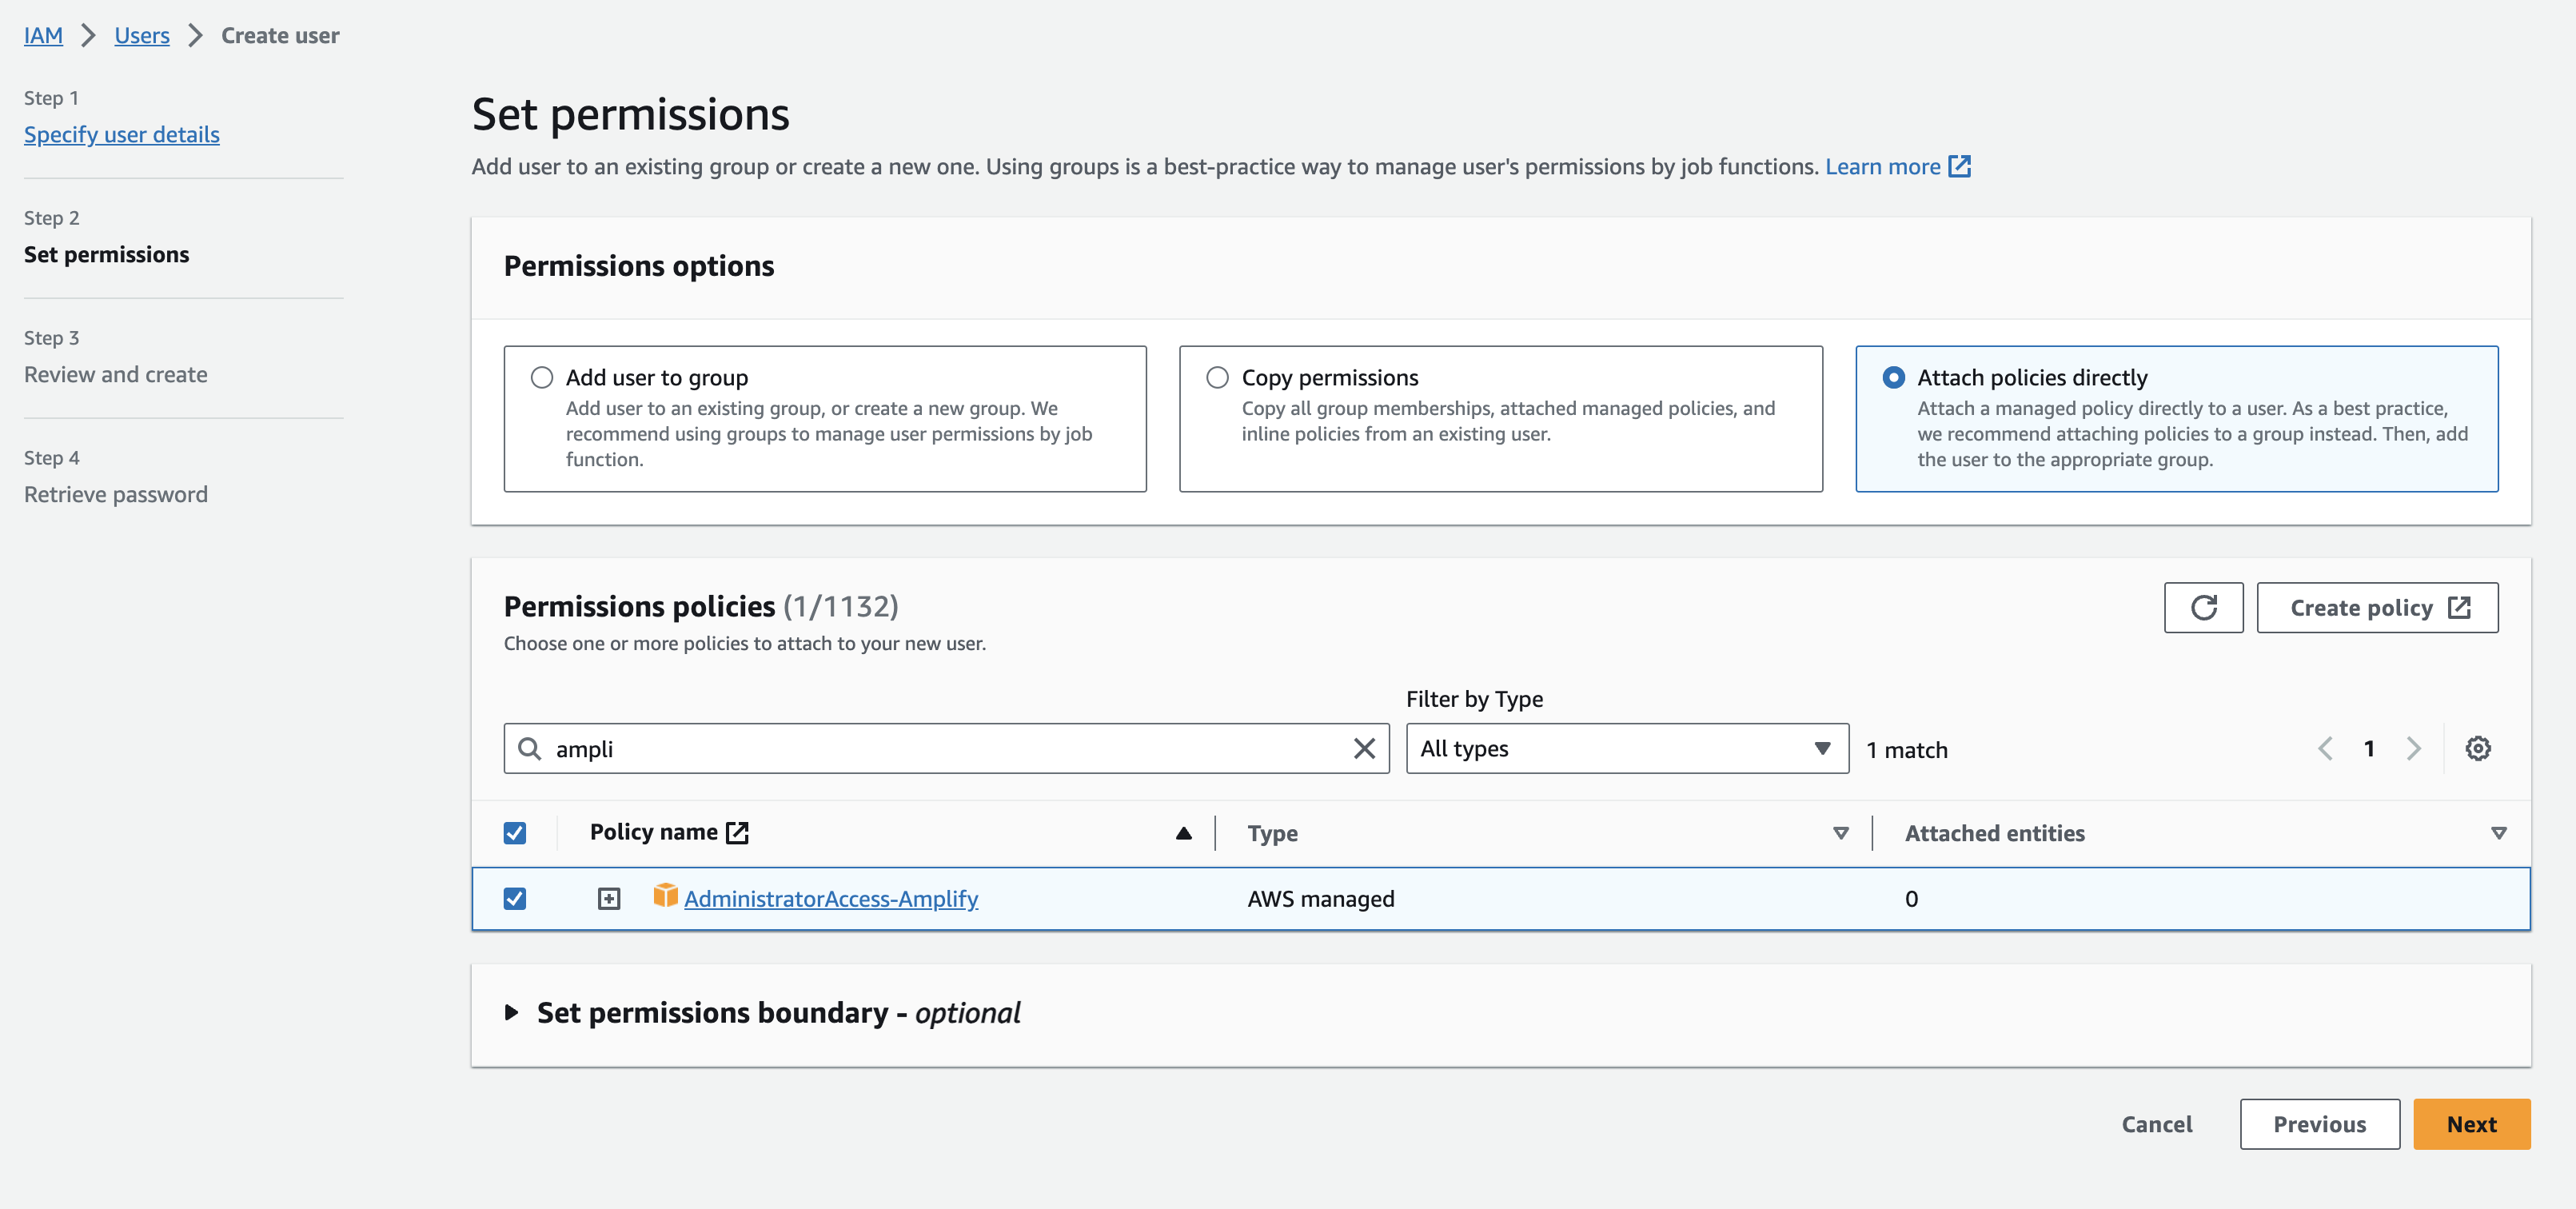 IAM > Users > Create user
Step 1
Specify user details
Step 2
Set permissions
Step 3
Review and create
Step 4
Retrieve password
Set permissions
Add user to an existing group or create a new one. Using groups is a best-practice way to manage user's permissions by job functions. Learn more
Permissions options
Add user to group
Add user to an existing group, or create a new group. We
recommend using groups to manage user permissions by job
function.
Copy permissions
Copy all group memberships, attached managed policies, and
inline policies from an existing user.
Attach policies directly
Attach a managed policy directly to a user. As a best practice,
we recommend attaching policies to a group instead. Then, add
the user to the appropriate group.
Permissions policies (1/1132)
Choose one or more policies to attach to your new user.
Create policy
Filter by Type
ampli
All types
1 match
1
Policy name
Type
Attached entities
AdministratorAccess-Amplify
AWS managed
0
Set permissions boundary - optional
Cancel
Previous
Next